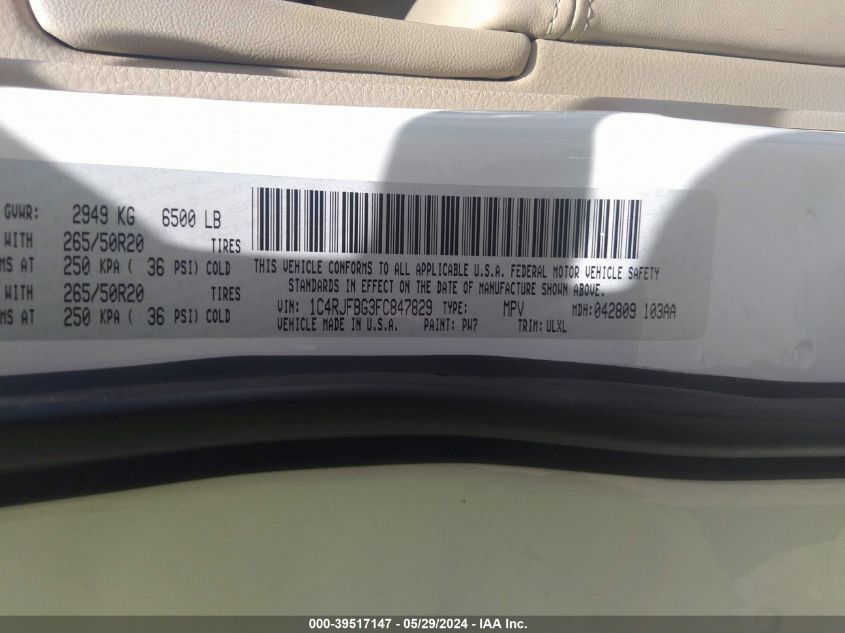 GVWR: 2949 KG 6500 LB
WITH 265/50R20 TIRES
MS AT 250 KPA ( 36 PSI) COLD
WITH 265/50R20 TIRES
MS AT 250 KPA ( 36 PSI) COLD
THIS VEHICLE CONFORMS TO ALL APPLICABLE U.S.A. FEDERAL MOTOR VEHICLE SAFETY
STANDARDS IN EFFECT ON THE DATE OF MANUFACTURE SHOWN ABOVE.
VIN: 1C4RJFBG3FC847829 TYPE: MPV MDH:042809 103AA
VEHICLE MADE IN U.S.A. PAINT: PW7 TRIM: ULXL
000-39517147 - 05/29/2024 - IAA Inc.